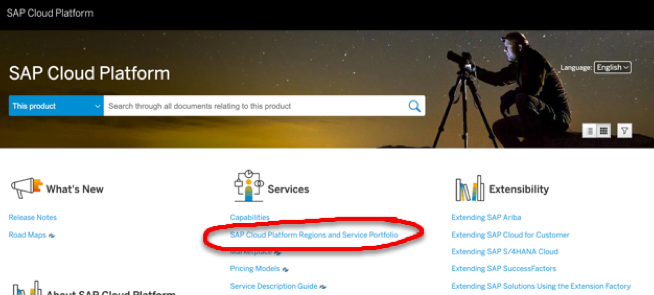 SAP Cloud Platform
SAP Cloud Platform
Language: English
This product
Search through all documents relating to this product
What's New
Release Notes
Road Maps
Services
Capabilities
SAP Cloud Platform Regions and Service Portfolio
Marketplace
Pricing Models
Service Description Guide
Extensibility
Extending SAP Ariba
Extending SAP Cloud for Customer
Extending SAP S/4HANA Cloud
Extending SAP SuccessFactors
Extending SAP Solutions Using the Extension Factory
About SAP Cloud Platform